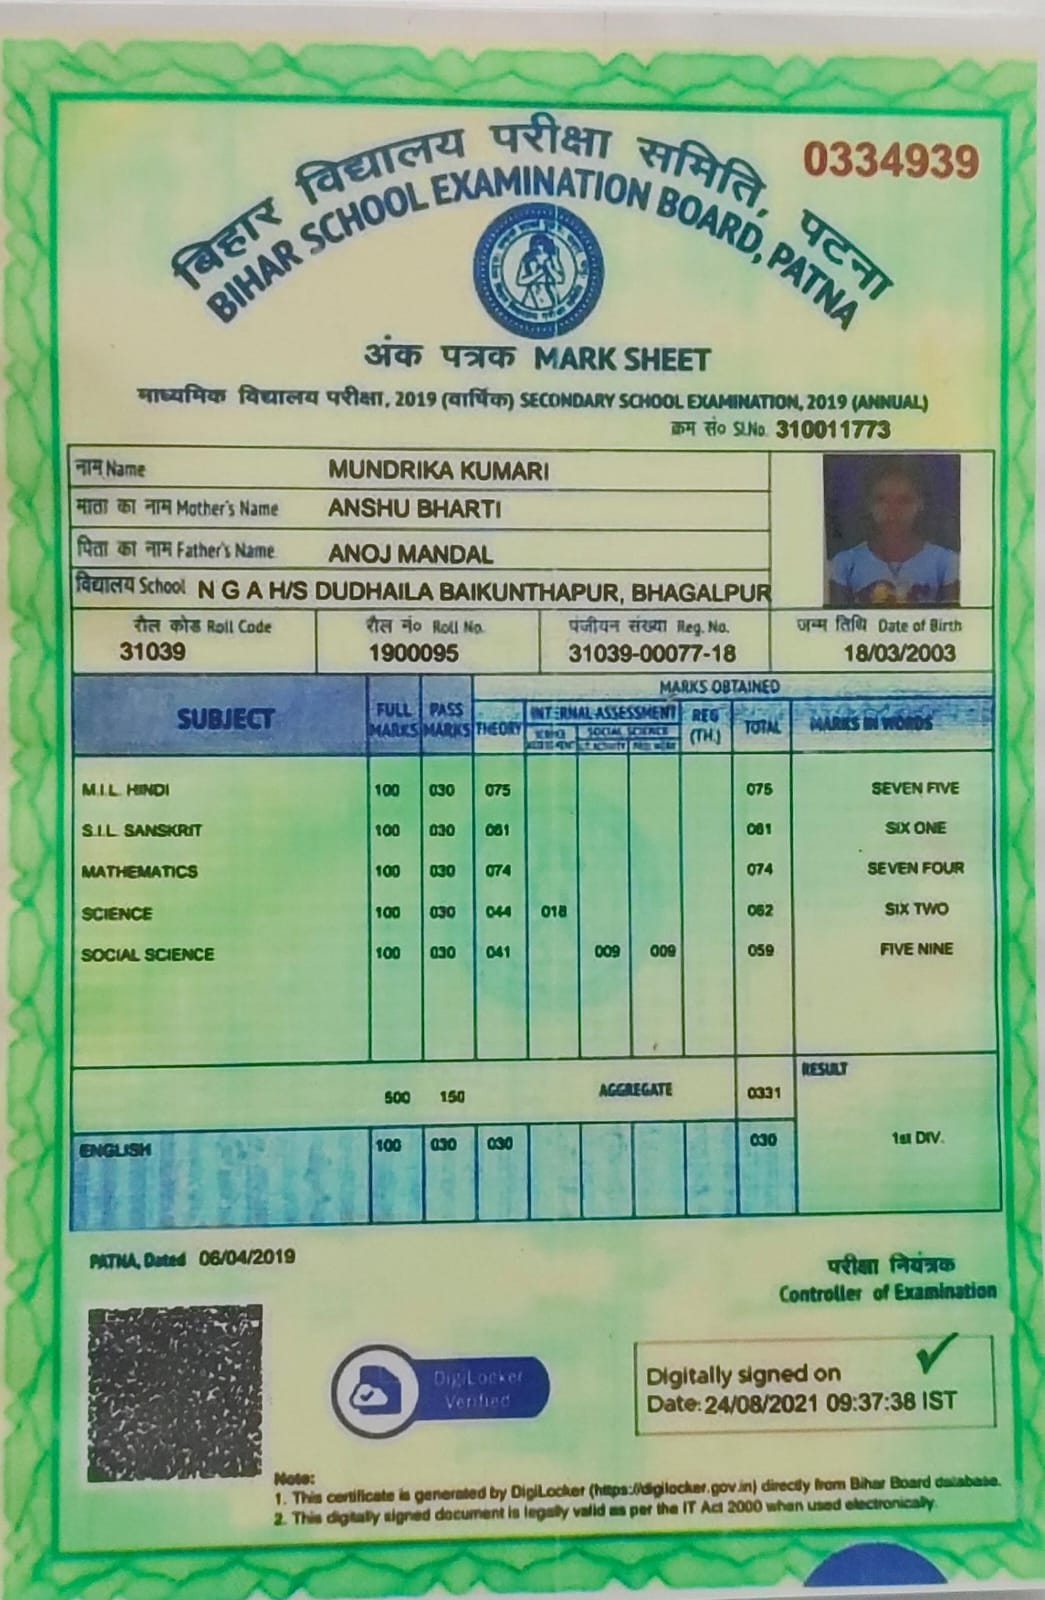 बिहार विद्यालय परीक्षा समिति, पटना
0334939
BIHAR SCHOOL EXAMINATION BOARD, PATNA
अंक पत्रक MARK SHEET
माध्यमिक विद्यालय परीक्षा, 2019 (वार्षिक) SECONDARY SCHOOL EXAMINATION, 2019 (ANNUAL)
क्रम सं० Sl.No. 310011773
नाम Name MUNDRIKA KUMARI
माता का नाम Mother's Name ANSHU BHARTI
पिता का नाम Father's Name ANOJ MANDAL
विद्यालय School N G A H/S DUDHAILA BAIKUNTHAPUR, BHAGALPUR
रौल कोड Roll Code रौल नं० Roll No. पंजीयन संख्या Reg. No. जन्म तिथि Date of Birth
31039 1900095 31039-00077-18 18/03/2003
MARKS OBTAINED
SUBJECT FULL MARKS PASS MARKS THEORY INTERNAL ASSESSMENT REG (TH.) TOTAL MARKS IN WORDS
SOCIAL SCIENCE
M.I.L. HINDI 100 030 075 075 SEVEN FIVE
S.I.L. SANSKRIT 100 030 061 061 SIX ONE
MATHEMATICS 100 030 074 074 SEVEN FOUR
SCIENCE 100 030 044 018 062 SIX TWO
SOCIAL SCIENCE 100 030 041 009 009 059 FIVE NINE
RESULT
500 150 AGGREGATE 0331
ENGLISH 100 030 030 030 1st DIV.
PATNA, Dated 06/04/2019
परीक्षा नियंत्रक
Controller of Examination
DigiLocker
Verified
Digitally signed on
Date: 24/08/2021 09:37:38 IST
Note:
1. This certificate is generated by DigiLocker (https://digilocker.gov.in) directly from Bihar Board database.
2. This digitally signed document is legally valid as per the IT Act 2000 when used electronically.